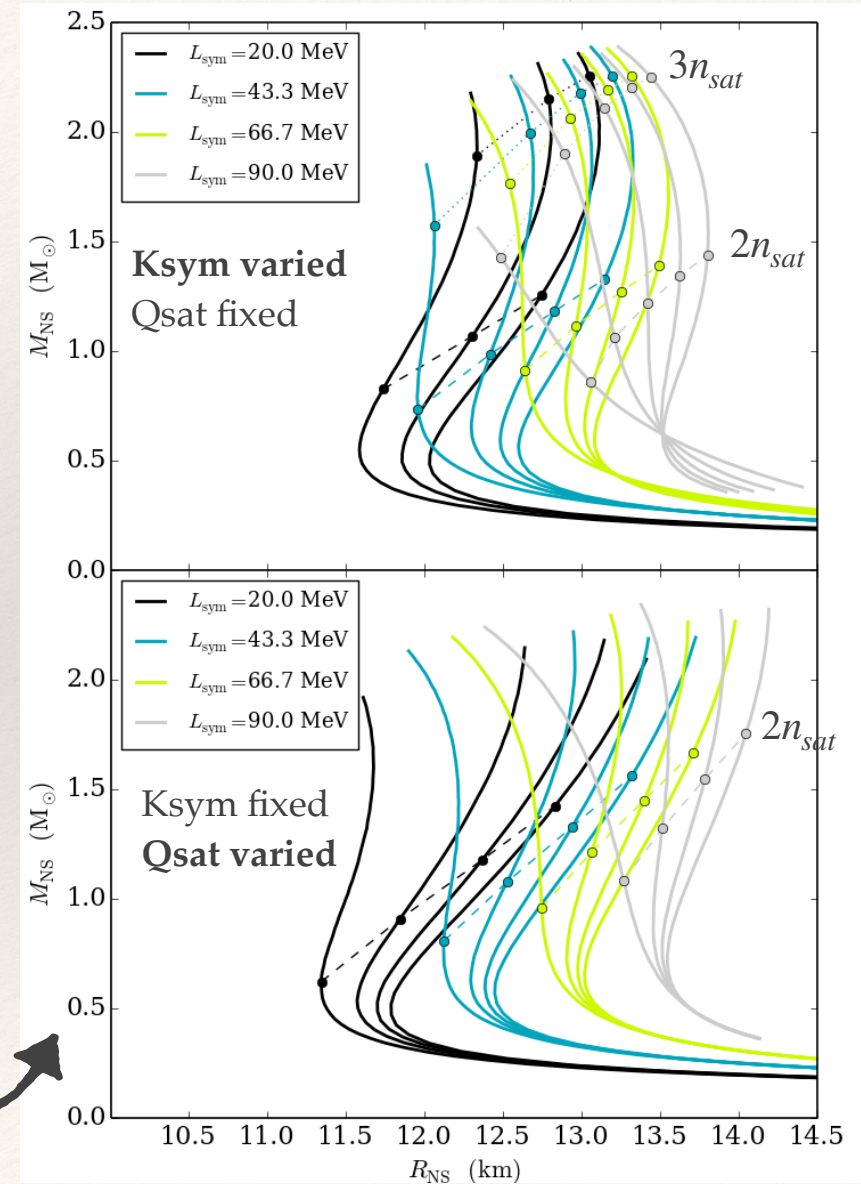 2.5
L_sym=20.0 MeV
L_sym=43.3 MeV
L_sym=66.7 MeV
L_sym=90.0 MeV
3n_sat
2.0
M_NS (M_⊙)
1.5
Ksym varied
Qsat fixed
2n_sat
1.0
0.5
0.0
L_sym=20.0 MeV
L_sym=43.3 MeV
L_sym=66.7 MeV
L_sym=90.0 MeV
2.0
2n_sat
M_NS (M_⊙)
1.5
Ksym fixed
Qsat varied
1.0
0.5
0.0
10.5 11.0 11.5 12.0 12.5 13.0 13.5 14.0 14.5
R_NS (km)